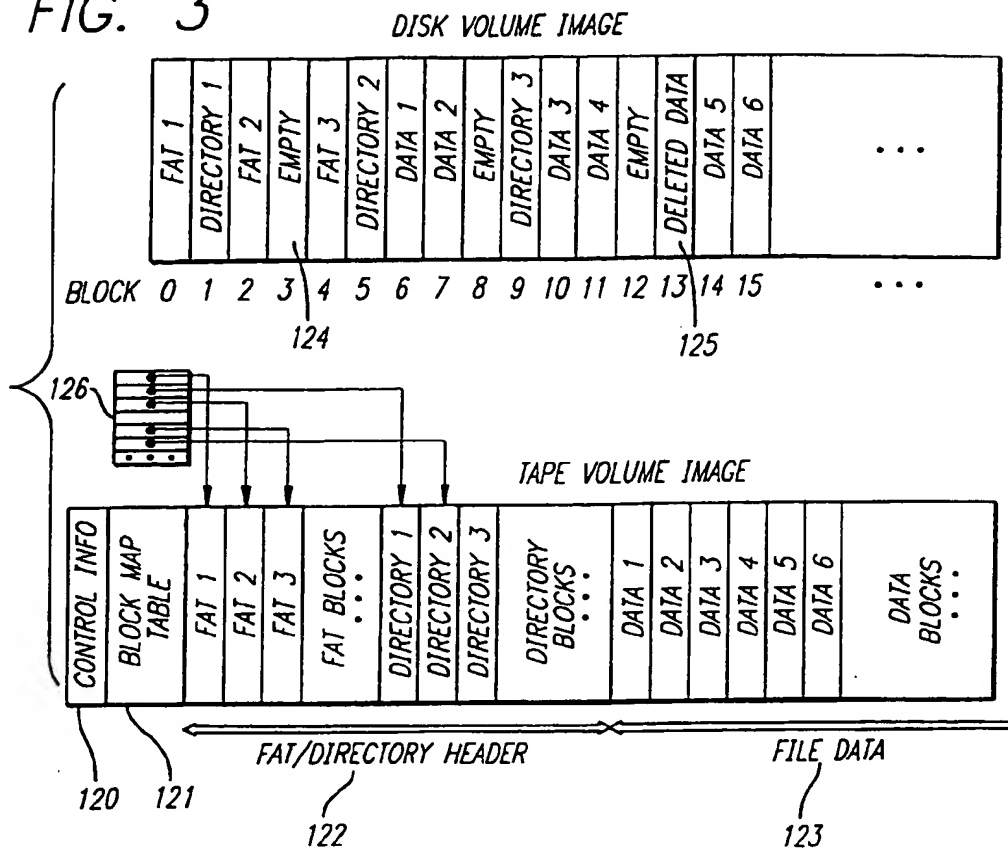 FIG. 3
DISK VOLUME IMAGE
FAT 1
DIRECTORY 1
FAT 2
EMPTY
FAT 3
DIRECTORY 2
DATA 1
DATA 2
EMPTY
DIRECTORY 3
DATA 3
DATA 4
EMPTY
DELETED DATA
DATA 5
DATA 6
...
BLOCK 0 1 2 3 4 5 6 7 8 9 10 11 12 13 14 15 ...
124
125
126
TAPE VOLUME IMAGE
CONTROL INFO
BLOCK MAP
TABLE
FAT 1
FAT 2
FAT 3
FAT BLOCKS
...
DIRECTORY 1
DIRECTORY 2
DIRECTORY 3
DIRECTORY
BLOCKS
...
DATA 1
DATA 2
DATA 3
DATA 4
DATA 5
DATA 6
DATA
BLOCKS
...
FAT/DIRECTORY HEADER
FILE DATA
120
121
122
123